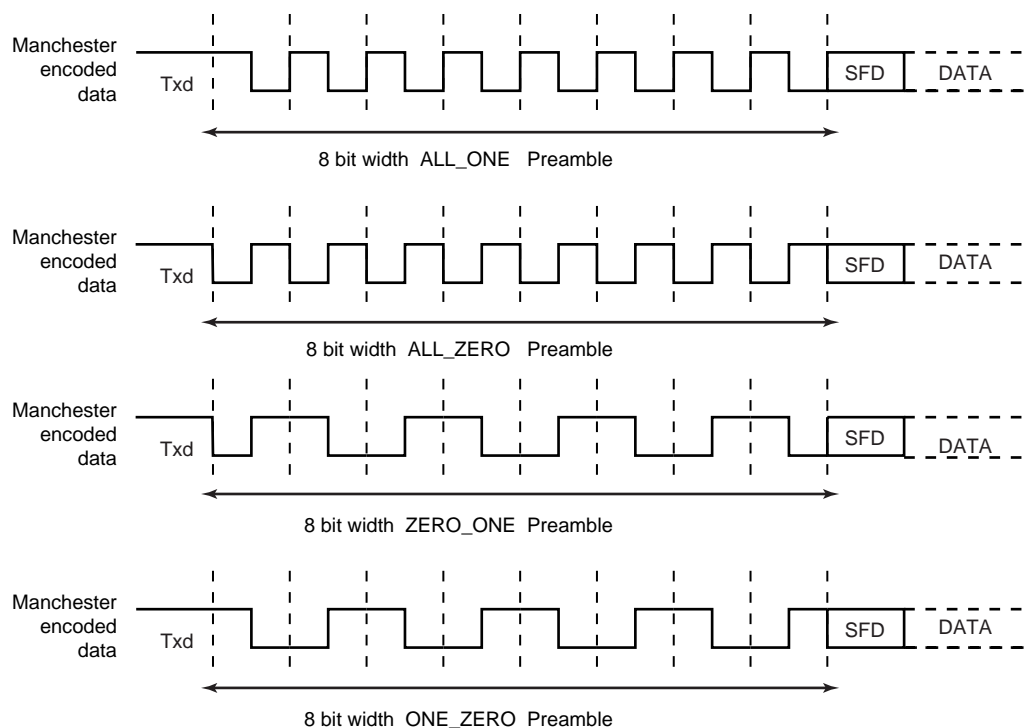 Manchester
encoded
data
Txd
SFD
DATA
8 bit width ALL_ONE Preamble
Manchester
encoded
data
Txd
SFD
DATA
8 bit width ALL_ZERO Preamble
Manchester
encoded
data
Txd
SFD
DATA
8 bit width ZERO_ONE Preamble
Manchester
encoded
data
Txd
SFD
DATA
8 bit width ONE_ZERO Preamble